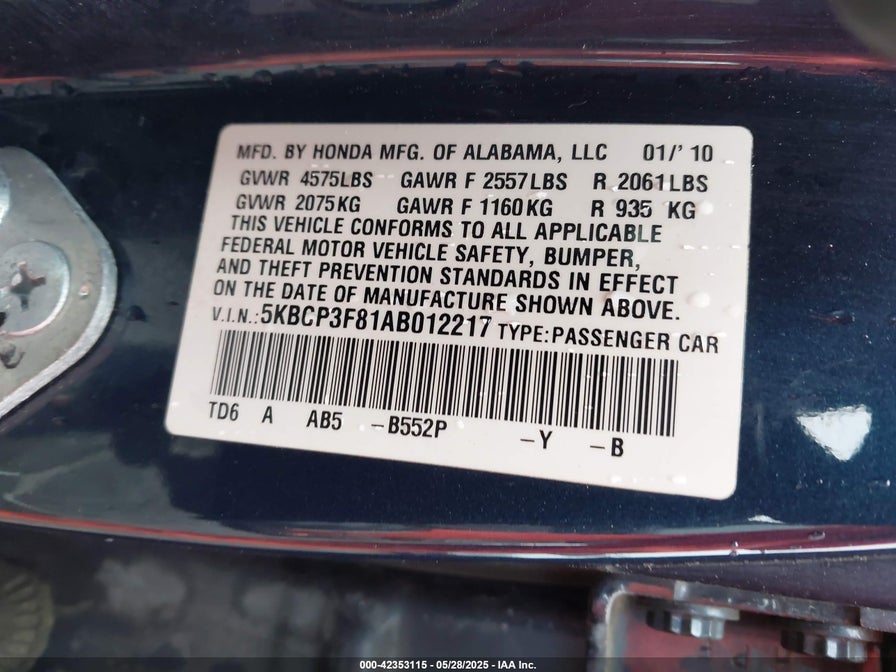 MFD. BY HONDA MFG. OF ALABAMA, LLC 01/' 10
GVWR 4575LBS GAWR F 2557LBS R 2061LBS
GVWR 2075KG GAWR F 1160KG R 935 KG
THIS VEHICLE CONFORMS TO ALL APPLICABLE
FEDERAL MOTOR VEHICLE SAFETY, BUMPER,
AND THEFT PREVENTION STANDARDS IN EFFECT
ON THE DATE OF MANUFACTURE SHOWN ABOVE.
V.I.N.:5KBCP3F81AB012217 TYPE:PASSENGER CAR
TD6 A AB5 -B552P -Y -B
000-42353115 - 05/28/2025 - IAA Inc.